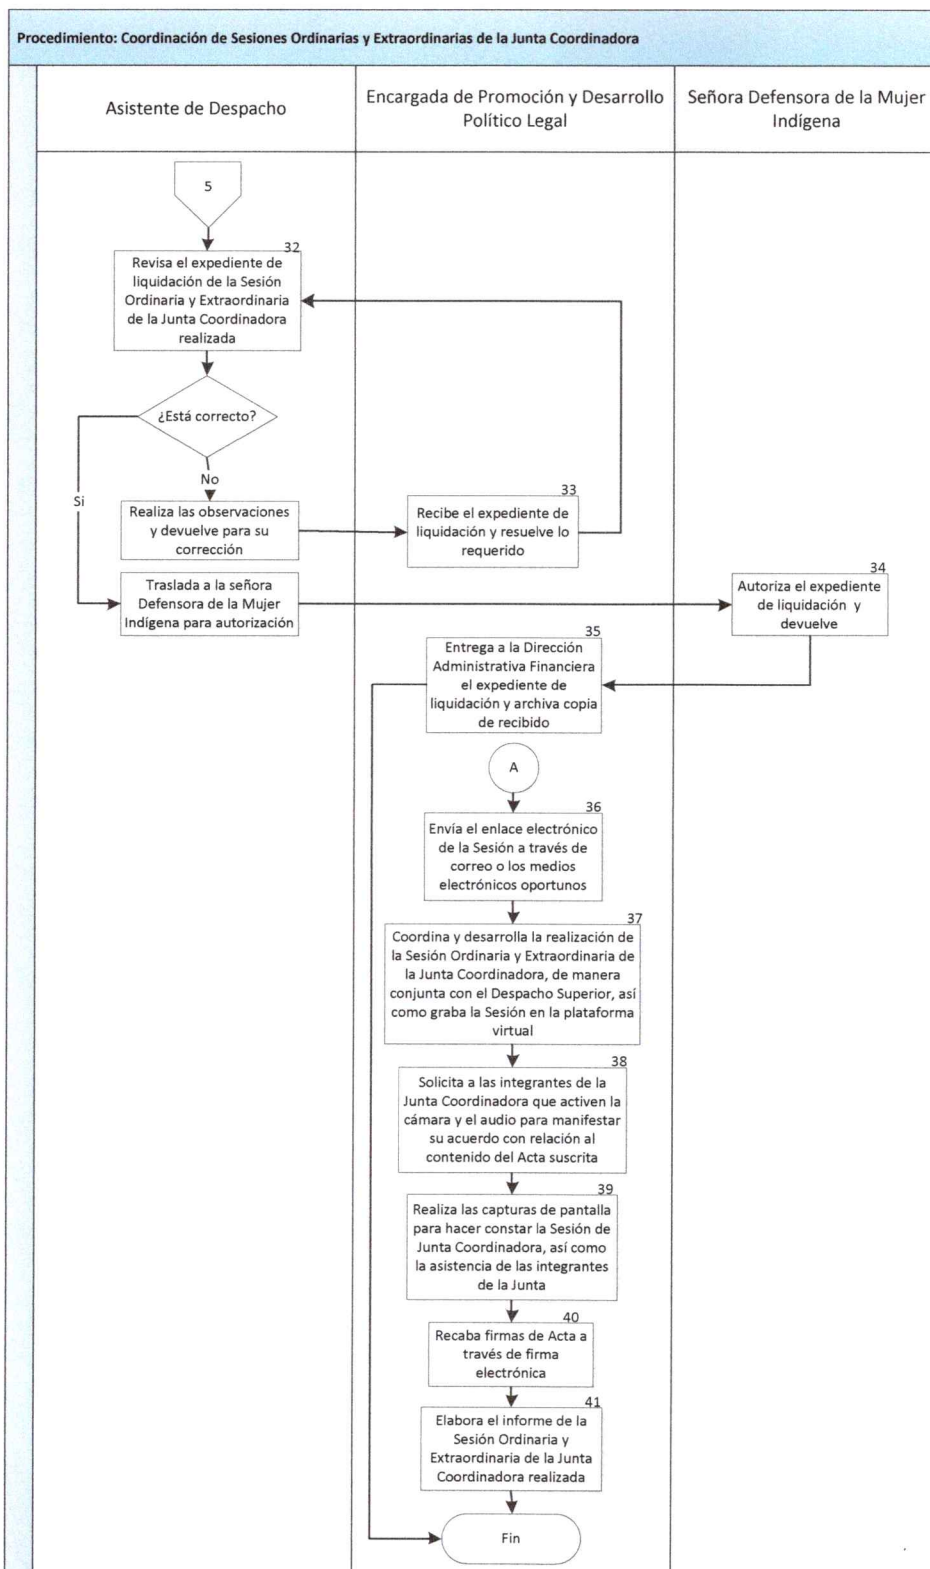 Procedimiento: Coordinación de Sesiones Ordinarias y Extraordinarias de la Junta Coordinadora
Asistente de Despacho
Encargada de Promoción y Desarrollo
Político Legal
Señora Defensora de la Mujer
Indígena
5
32
Revisa el expediente de
liquidación de la Sesión
Ordinaria y Extraordinaria
de la Junta Coordinadora
realizada
¿Está correcto?
Si
No
Realiza las observaciones
y devuelve para su
corrección
33
Recibe el expediente de
liquidación y resuelve lo
requerido
Traslada a la señora
Defensora de la Mujer
Indígena para autorización
34
Autoriza el expediente
de liquidación y
devuelve
35
Entrega a la Dirección
Administrativa Financiera
el expediente de
liquidación y archiva copia
de recibido
A
36
Envía el enlace electrónico
de la Sesión a través de
correo o los medios
electrónicos oportunos
37
Coordina y desarrolla la realización de
la Sesión Ordinaria y Extraordinaria de
la Junta Coordinadora, de manera
conjunta con el Despacho Superior, así
como graba la Sesión en la plataforma
virtual
38
Solicita a las integrantes de la
Junta Coordinadora que activen la
cámara y el audio para manifestar
su acuerdo con relación al
contenido del Acta suscrita
39
Realiza las capturas de pantalla
para hacer constar la Sesión de
Junta Coordinadora, así como
la asistencia de las integrantes
de la Junta
40
Recaba firmas de Acta a
través de firma
electrónica
41
Elabora el informe de la
Sesión Ordinaria y
Extraordinaria de la Junta
Coordinadora realizada
Fin